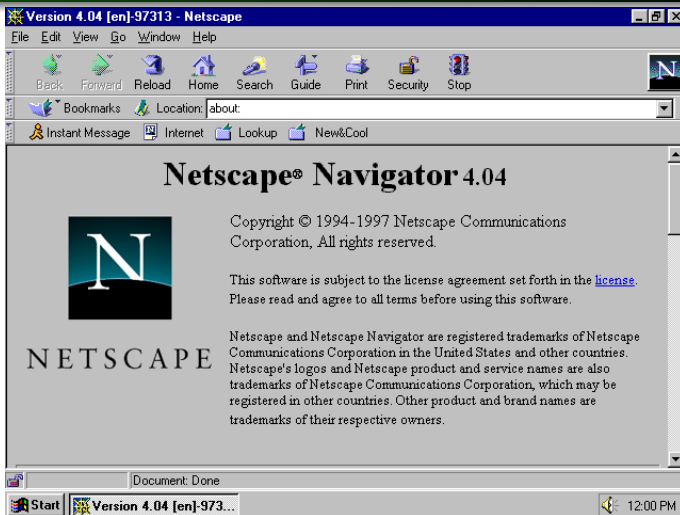 Version 4.04 [en]-97313 - Netscape
File Edit View Go Window Help
Back Forward Reload Home Search Guide Print Security Stop N
Bookmarks Location: about:
Instant Message Internet Lookup New&Cool
Netscape® Navigator 4.04
N
NETSCAPE
Copyright © 1994-1997 Netscape Communications
Corporation, All rights reserved.
This software is subject to the license agreement set forth in the license.
Please read and agree to all terms before using this software.
Netscape and Netscape Navigator are registered trademarks of Netscape
Communications Corporation in the United States and other countries.
Netscape's logos and Netscape product and service names are also
trademarks of Netscape Communications Corporation, which may be
registered in other countries. Other product and brand names are
trademarks of their respective owners.
Document: Done
Start Version 4.04 [en]-973... 12:00 PM